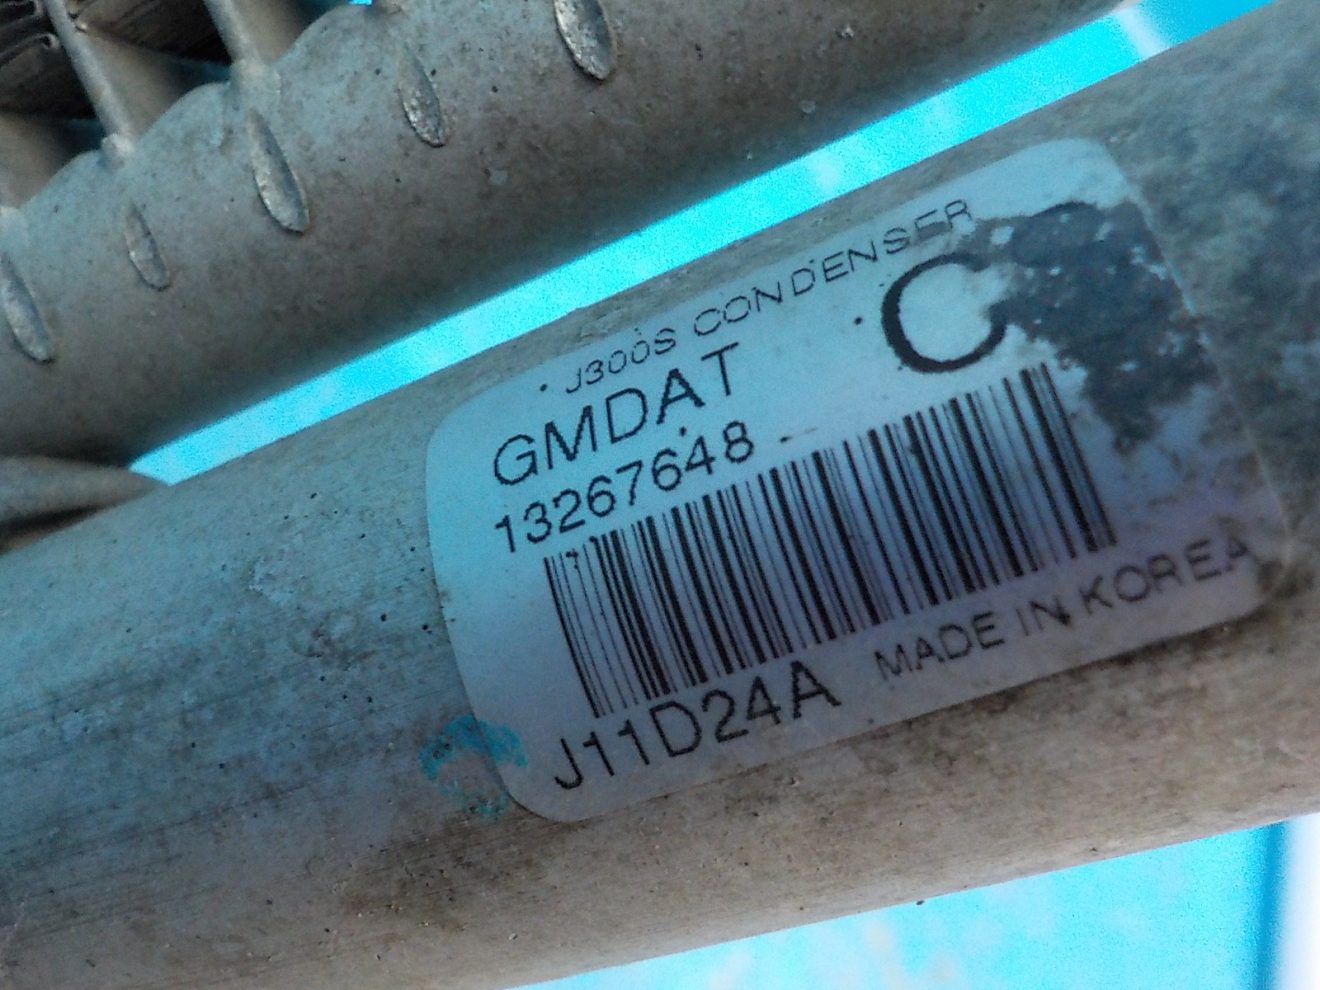 J300S CONDENSER
GMDAT C
13267648
J11D24A MADE IN KOREA